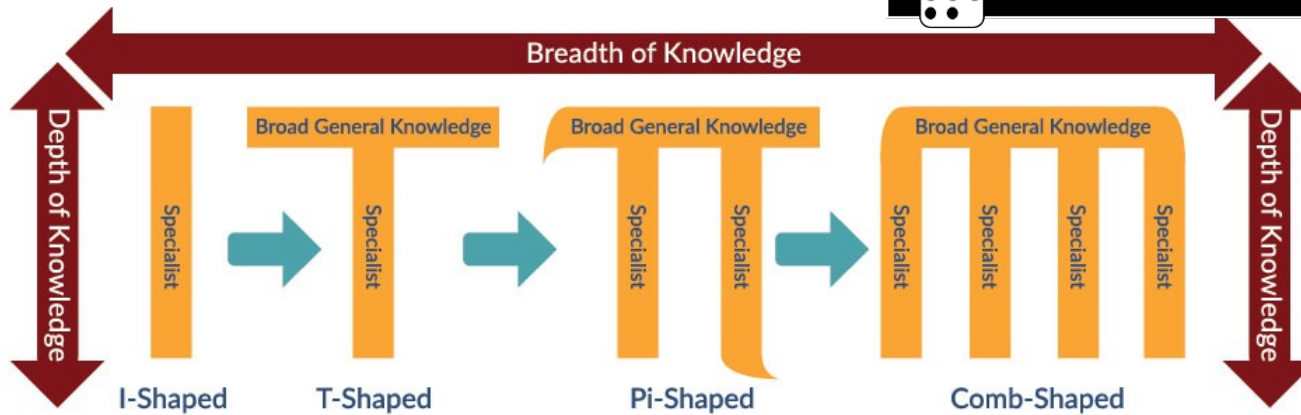 Breadth of Knowledge
Depth of Knowledge
Specialist
Broad General Knowledge
Specialist
Broad General Knowledge
Specialist
Specialist
Broad General Knowledge
Specialist
Specialist
Specialist
Specialist
Depth of Knowledge
I-Shaped
T-Shaped
Pi-Shaped
Comb-Shaped